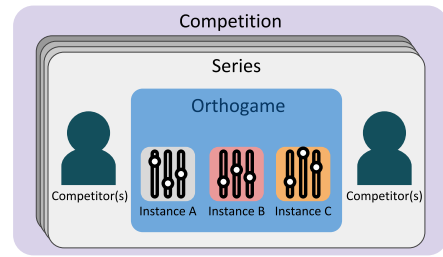 Competition
Series
Orthogame
Competitor(s)
Instance A
Instance B
Instance C
Competitor(s)